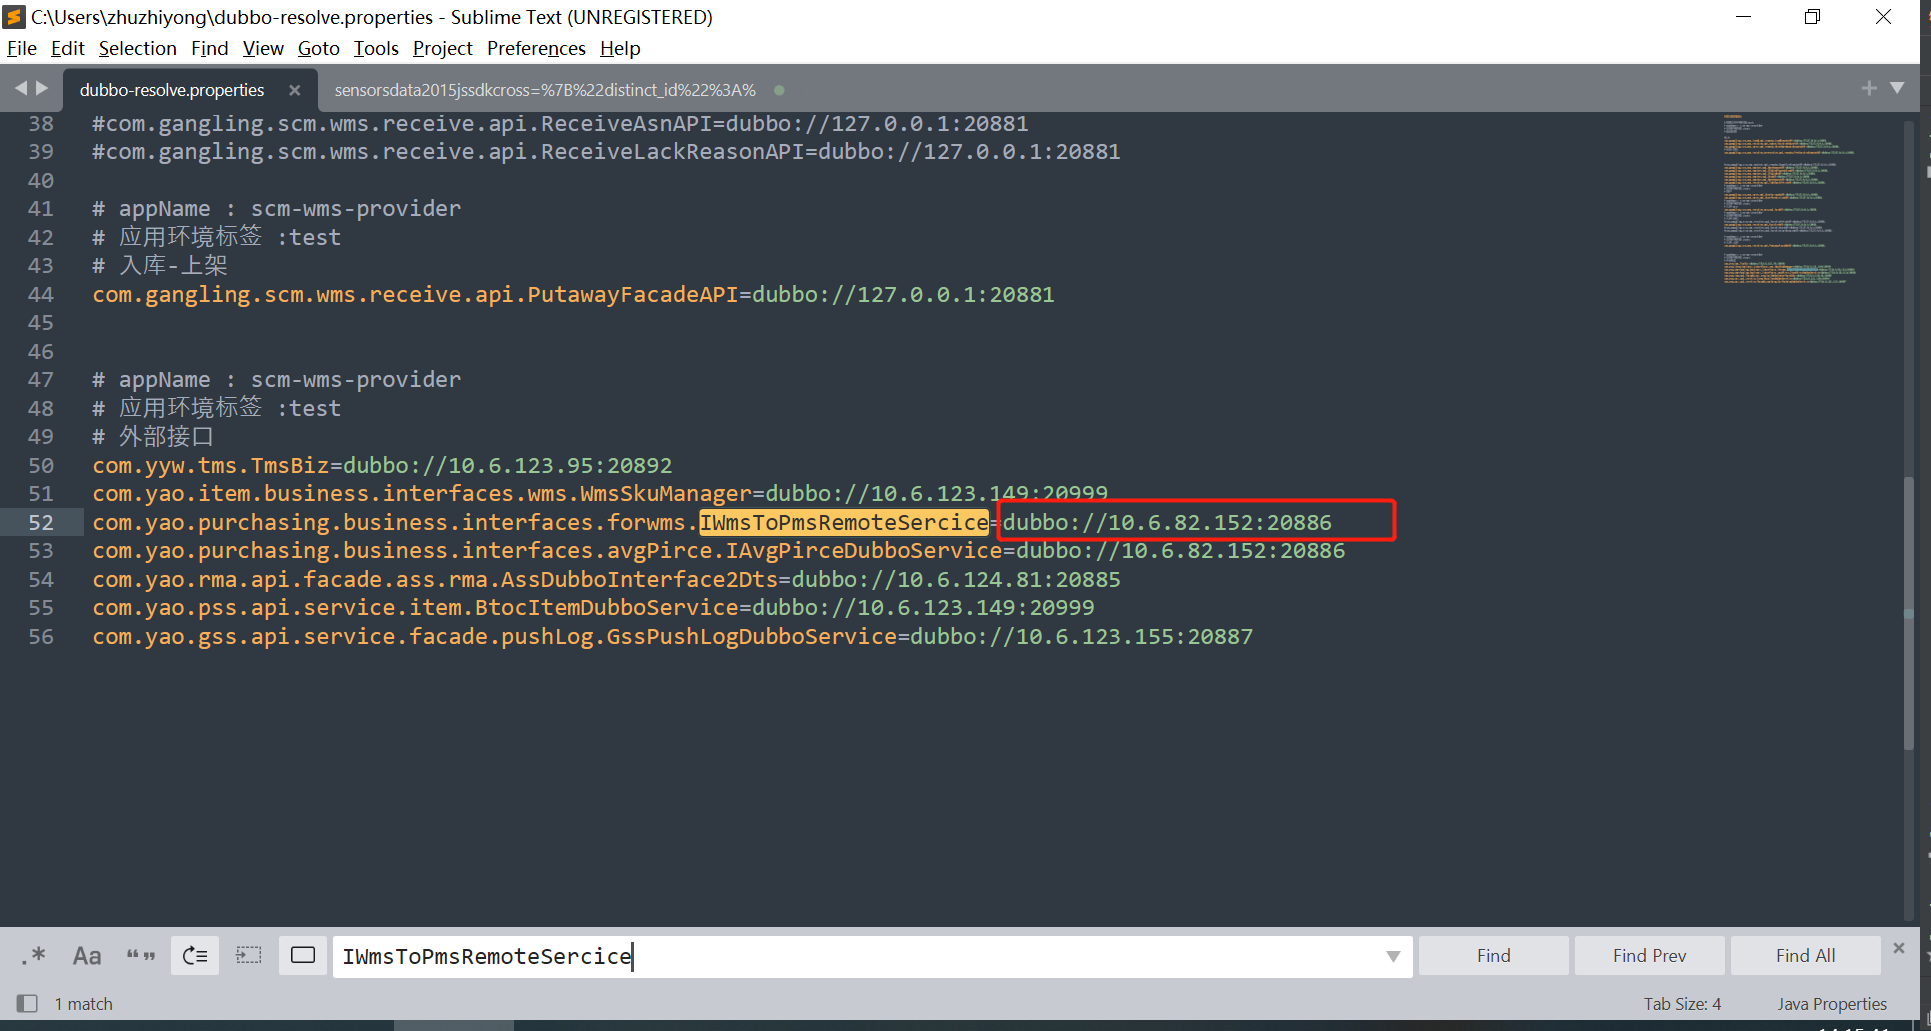 C:\Users\zhuzhiyong\dubbo-resolve.properties - Sublime Text (UNREGISTERED)
File Edit Selection Find View Goto Tools Project Preferences Help
dubbo-resolve.properties × sensorsdata2015jssdkcross=%7B%22distinct_id%22%3A%
38 #com.gangling.scm.wms.receive.api.ReceiveAsnAPI=dubbo://127.0.0.1:20881
39 #com.gangling.scm.wms.receive.api.ReceiveLackReasonAPI=dubbo://127.0.0.1:20881
40
41 # appName : scm-wms-provider
42 # 应用环境标签 :test
43 # 入库-上架
44 com.gangling.scm.wms.receive.api.PutawayFacadeAPI=dubbo://127.0.0.1:20881
45
46
47 # appName : scm-wms-provider
48 # 应用环境标签 :test
49 # 外部接口
50 com.yyw.tms.TmsBiz=dubbo://10.6.123.95:20892
51 com.yao.item.business.interfaces.wms.WmsSkuManager=dubbo://10.6.123.149:20999
52 com.yao.purchasing.business.interfaces.forwms.IWmsToPmsRemoteSercice=dubbo://10.6.82.152:20886
53 com.yao.purchasing.business.interfaces.avgPirce.IAvgPirceDubboService=dubbo://10.6.82.152:20886
54 com.yao.rma.api.facade.ass.rma.AssDubboInterface2Dts=dubbo://10.6.124.81:20885
55 com.yao.pss.api.service.item.BtocItemDubboService=dubbo://10.6.123.149:20999
56 com.yao.gss.api.service.facade.pushLog.GssPushLogDubboService=dubbo://10.6.123.155:20887
.* Aa “” IWmsToPmsRemoteSercice Find Find Prev Find All ×
1 match Tab Size: 4 Java Properties